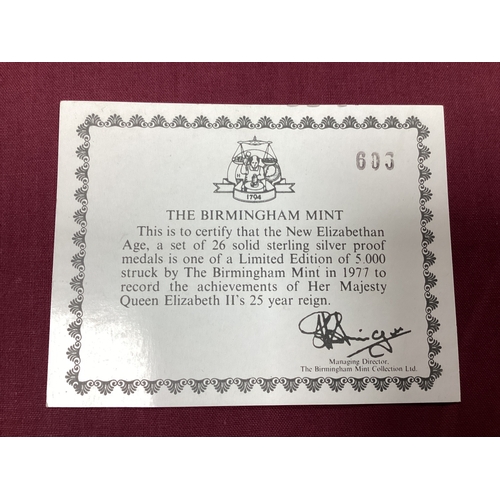 1794
THE BIRMINGHAM MINT
This is to certify that the New Elizabethan
Age, a set of 26 solid sterling silver proof
medals is one of a Limited Edition of 5,000
struck by The Birmingham Mint in 1977 to
record the achievements of Her Majesty
Queen Elizabeth II's 25 year reign.
Managing Director,
The Birmingham Mint Collection Ltd.